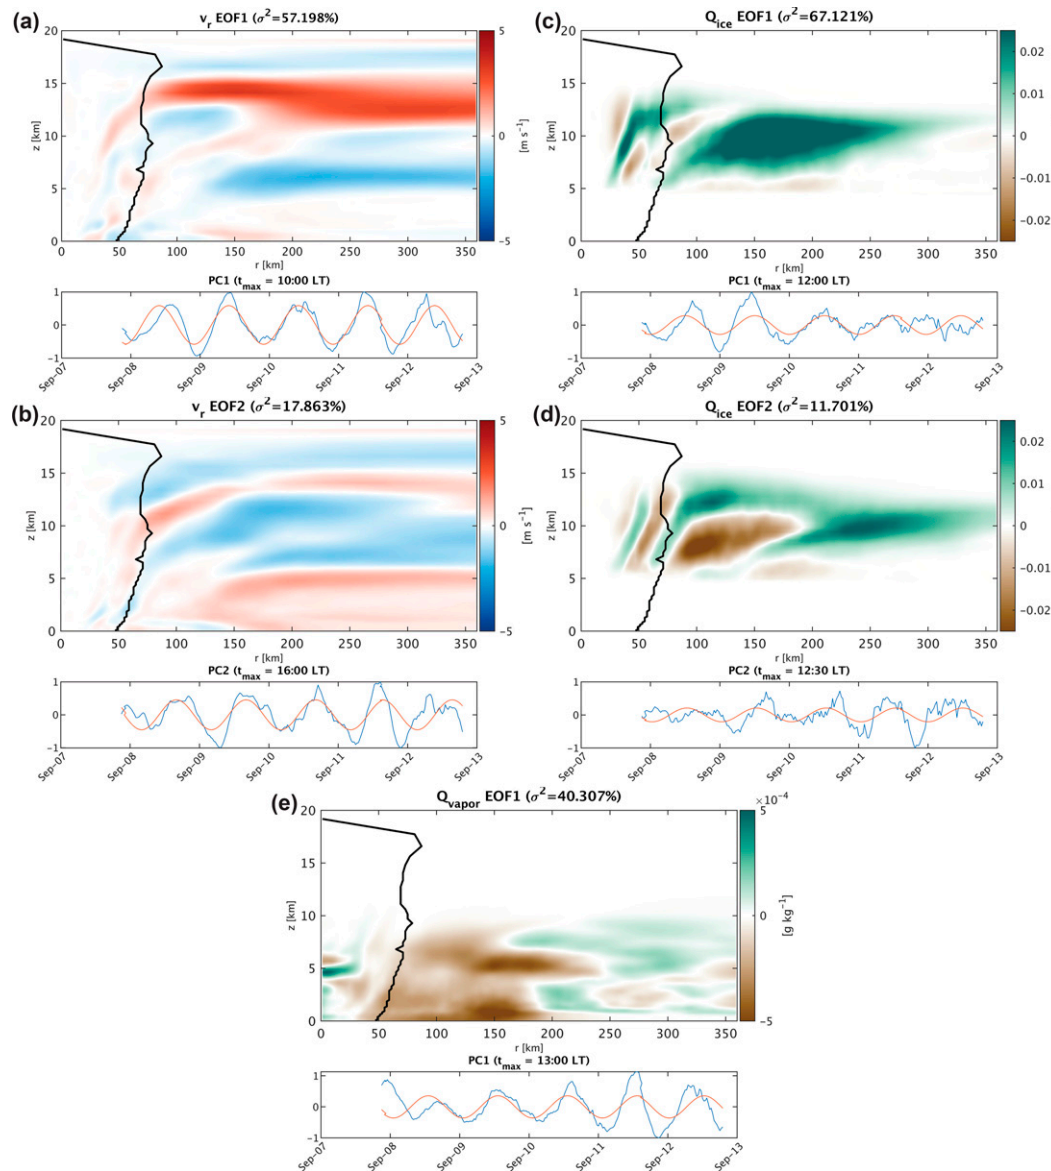 (a)
v_r EOF1 (σ²=57.198%)
20
15
10
5
0
z [km]
0 50 100 150 200 250 300 350
r [km]
5
0
−5
[m s⁻¹]
PC1 (t_max = 10:00 LT)
1
0
−1
Sep−07 Sep−08 Sep−09 Sep−10 Sep−11 Sep−12 Sep−13
(c)
Q_ice EOF1 (σ²=67.121%)
20
15
10
5
0
z [km]
0 50 100 150 200 250 300 350
r [km]
0.02
0.01
0
−0.01
−0.02
PC1 (t_max = 12:00 LT)
1
0
−1
Sep−07 Sep−08 Sep−09 Sep−10 Sep−11 Sep−12 Sep−13
(b)
v_r EOF2 (σ²=17.863%)
20
15
10
5
0
z [km]
0 50 100 150 200 250 300 350
r [km]
5
0
−5
[m s⁻¹]
PC2 (t_max = 16:00 LT)
1
0
−1
Sep−07 Sep−08 Sep−09 Sep−10 Sep−11 Sep−12 Sep−13
(d)
Q_ice EOF2 (σ²=11.701%)
20
15
10
5
0
z [km]
0 50 100 150 200 250 300 350
r [km]
0.02
0.01
0
−0.01
−0.02
PC2 (t_max = 12:30 LT)
1
0
−1
Sep−07 Sep−08 Sep−09 Sep−10 Sep−11 Sep−12 Sep−13
(e)
Q_vapor EOF1 (σ²=40.307%)
20
15
10
5
0
z [km]
0 50 100 150 200 250 300 350
r [km]
×10⁻⁴
5
0
−5
[g kg⁻¹]
PC1 (t_max = 13:00 LT)
1
0
−1
Sep−07 Sep−08 Sep−09 Sep−10 Sep−11 Sep−12 Sep−13